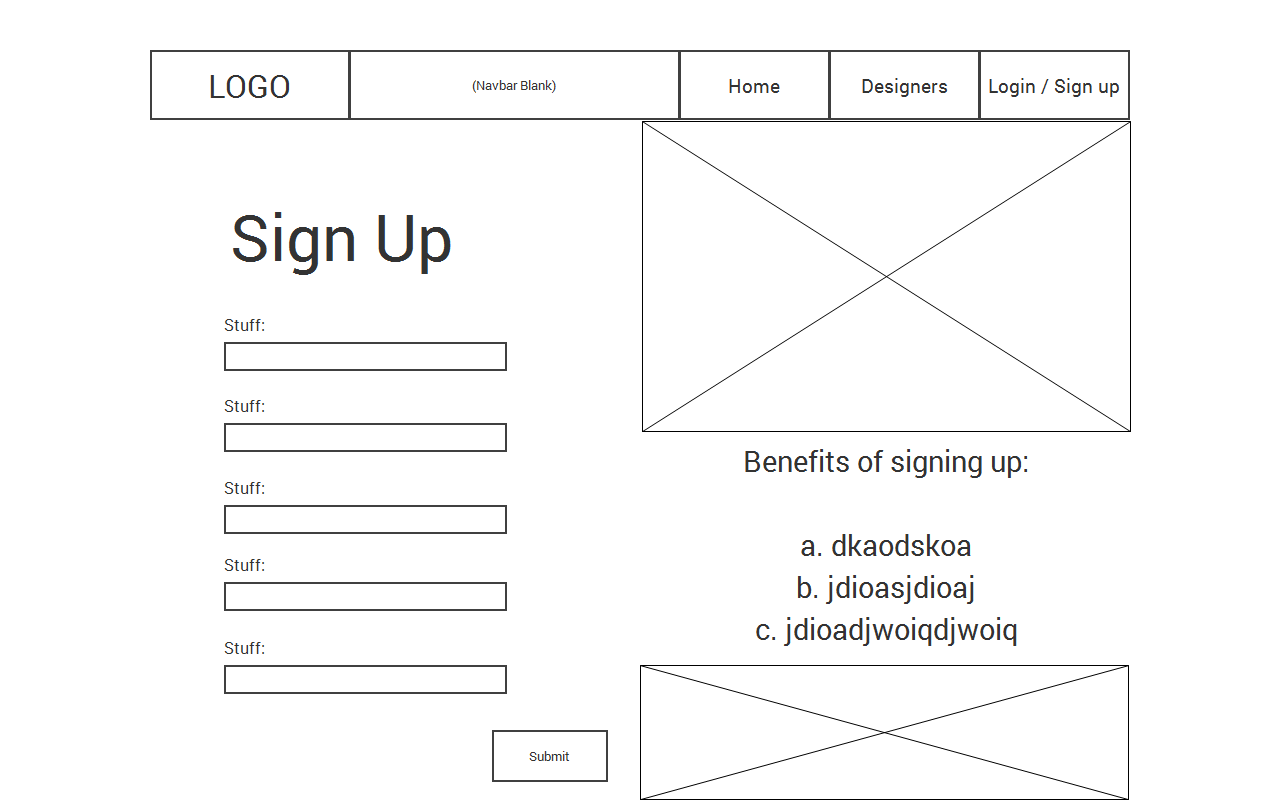 LOGO
(Navbar Blank)
Home
Designers
Login / Sign up
Sign Up
Stuff:
Stuff:
Stuff:
Stuff:
Stuff:
Submit
Benefits of signing up:
a. dkaodskoa
b. jdioasjdioaj
c. jdioadjwoiqdjwoiq